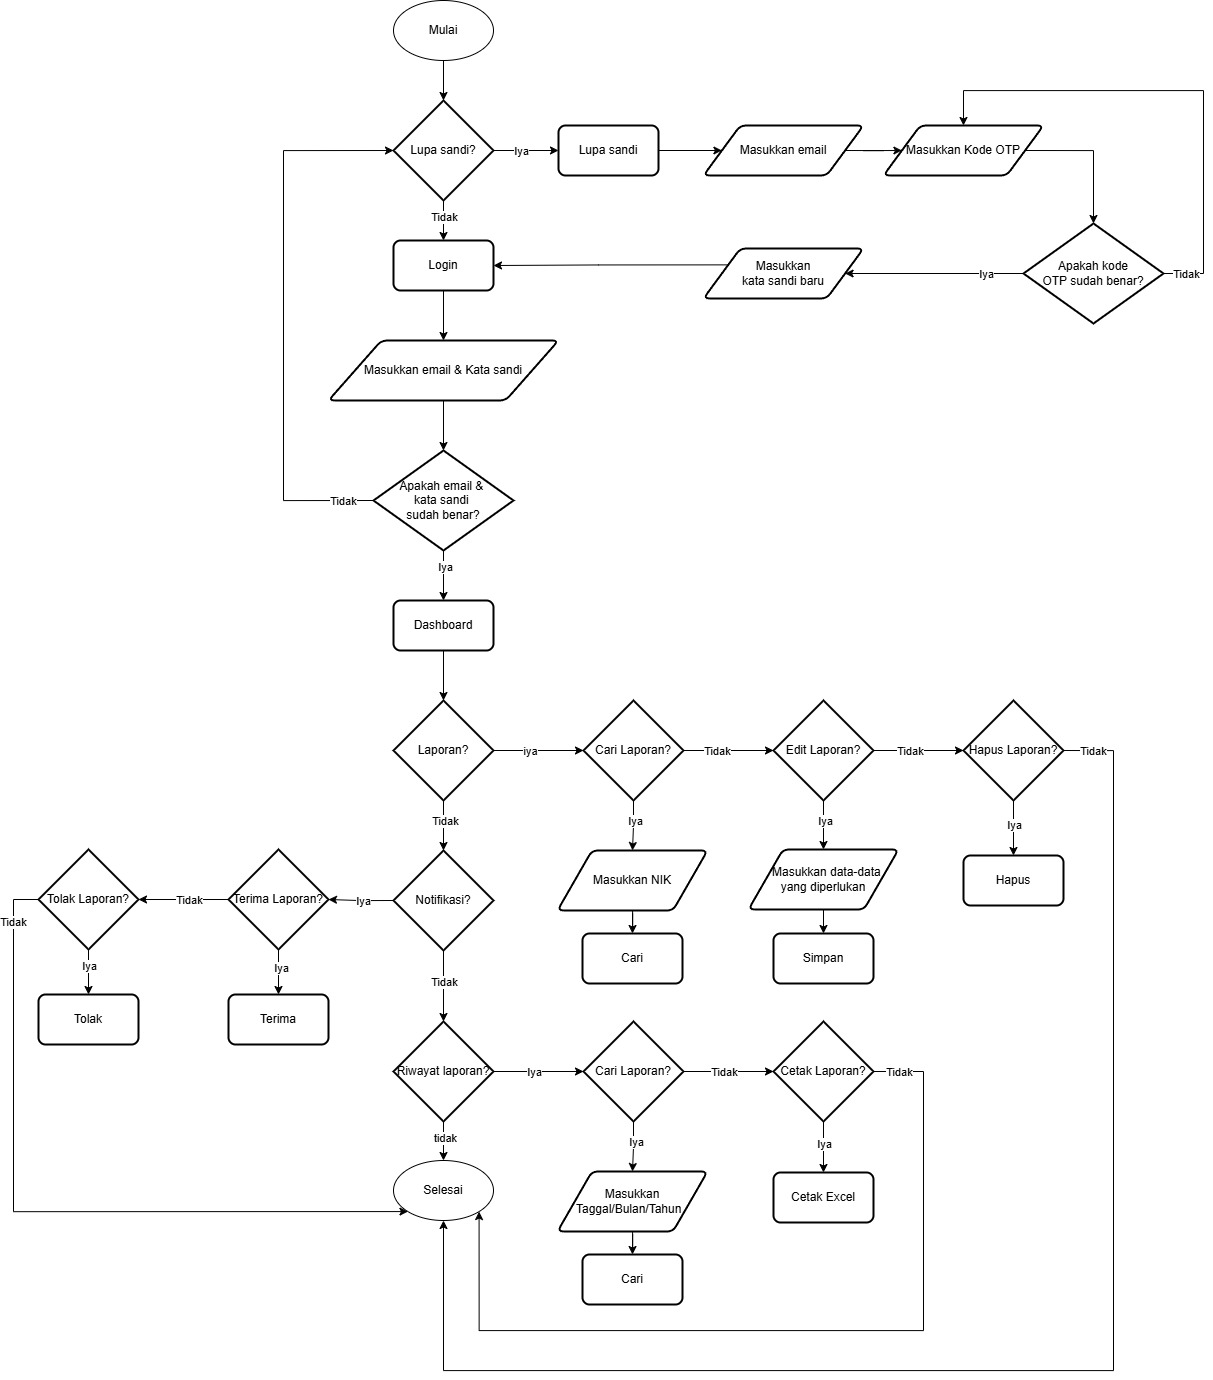 Mulai
Lupa sandi?
Iya
Lupa sandi
Masukkan email
Masukkan Kode OTP
Tidak
Login
Masukkan
kata sandi baru
Iya
Apakah kode
OTP sudah benar?
Tidak
Masukkan email & Kata sandi
Apakah email &
kata sandi
sudah benar?
Tidak
Iya
Dashboard
Laporan?
iya
Cari Laporan?
Tidak
Edit Laporan?
Tidak
Hapus Laporan?
Tidak
Tidak
Iya
Iya
Iya
Masukkan NIK
Masukkan data-data
yang diperlukan
Hapus
Tolak Laporan?
Tidak
Terima Laporan?
Iya
Notifikasi?
Tidak
Cari
Simpan
Iya
Iya
Tidak
Tolak
Terima
Riwayat laporan?
Iya
Cari Laporan?
Tidak
Cetak Laporan?
Tidak
tidak
Iya
Iya
Selesai
Masukkan
Taggal/Bulan/Tahun
Cetak Excel
Cari